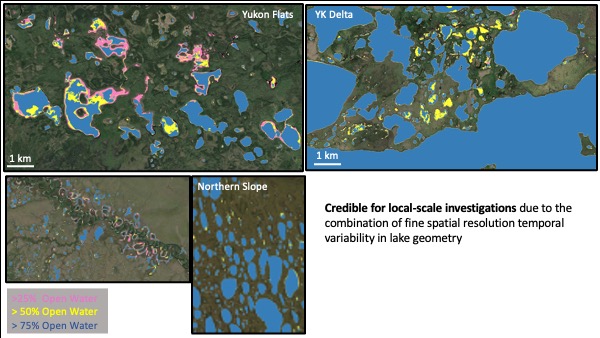 Yukon Flats
YK Delta
1 km
1 km
Northern Slope
Credible for local-scale investigations due to the
combination of fine spatial resolution temporal
variability in lake geometry
>25% Open Water
> 50% Open Water
> 75% Open Water